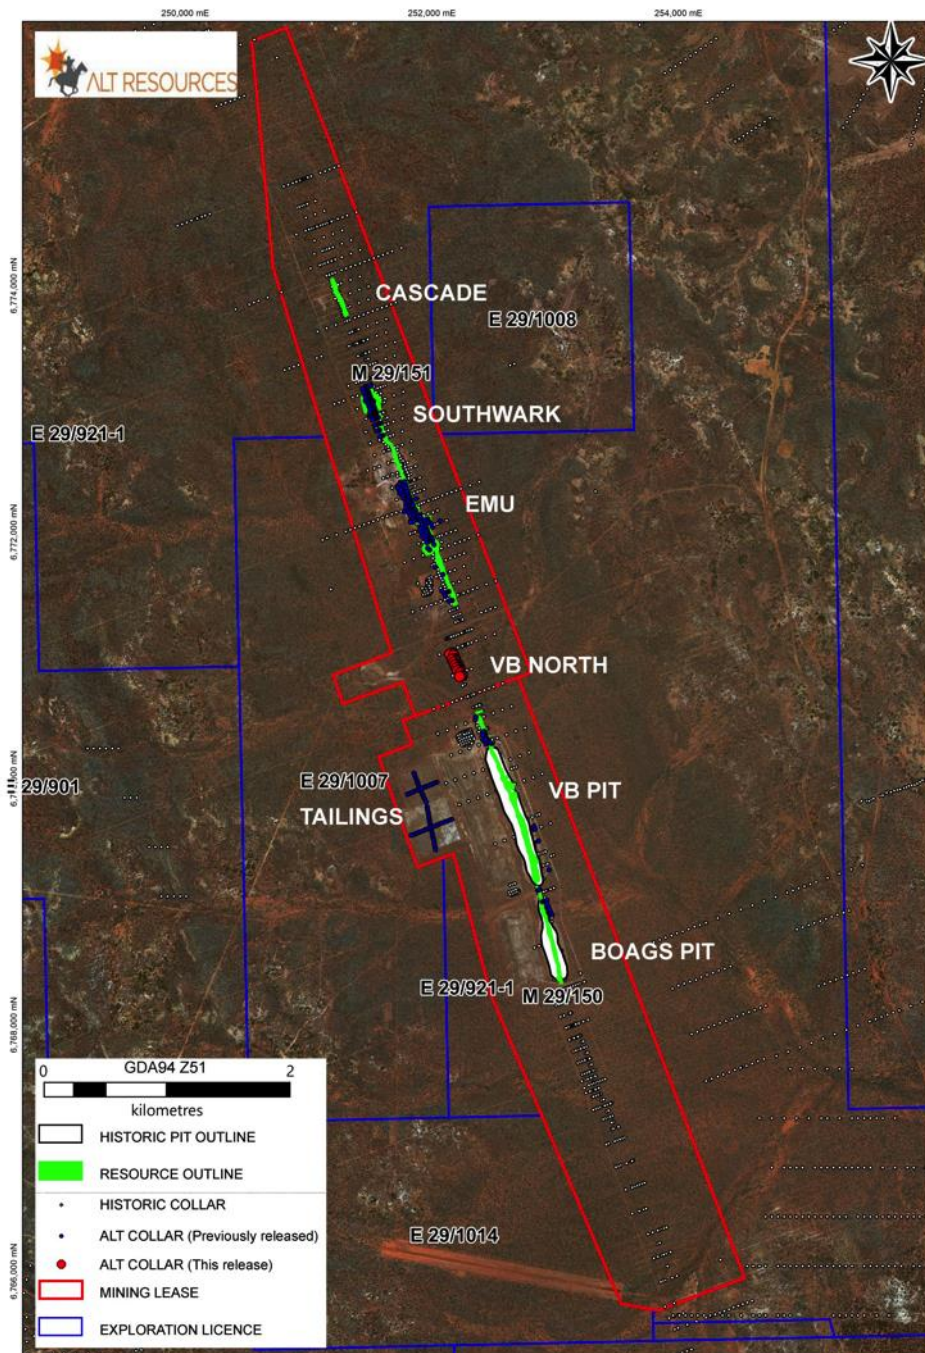 250,000 mE
252,000 mE
254,000 mE
ALT RESOURCES
6,774,000 mN
CASCADE
E 29/1008
M 29/151
SOUTHWARK
E 29/921-1
EMU
6,772,000 mN
VB NORTH
E 29/1007
VB PIT
29/901
TAILINGS
BOAGS PIT
E 29/921-1
M 29/150
6,768,000 mN
GDA94 Z51
0
2
kilometres
HISTORIC PIT OUTLINE
RESOURCE OUTLINE
HISTORIC COLLAR
ALT COLLAR (Previously released)
ALT COLLAR (This release)
MINING LEASE
EXPLORATION LICENCE
E 29/1014
6,766,000 mN